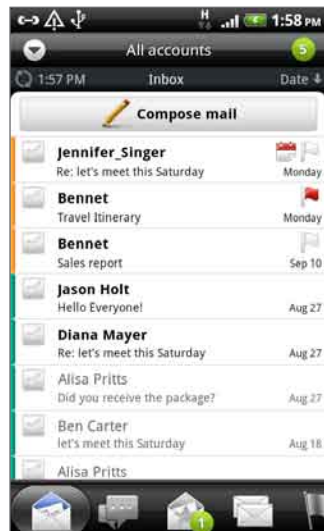 H
1:58 PM
All accounts
5
1:57 PM Inbox Date
Compose mail
Jennifer_Singer
Re: let's meet this Saturday Monday
Bennet
Travel Itinerary Monday
Bennet
Sales report Sep 10
Jason Holt
Hello Everyone! Aug 27
Diana Mayer
Re: let's meet this Saturday Aug 27
Alisa Pritts
Did you receive the package? Aug 27
Ben Carter
let's meet this Saturday Aug 18
Alisa Pritts
1